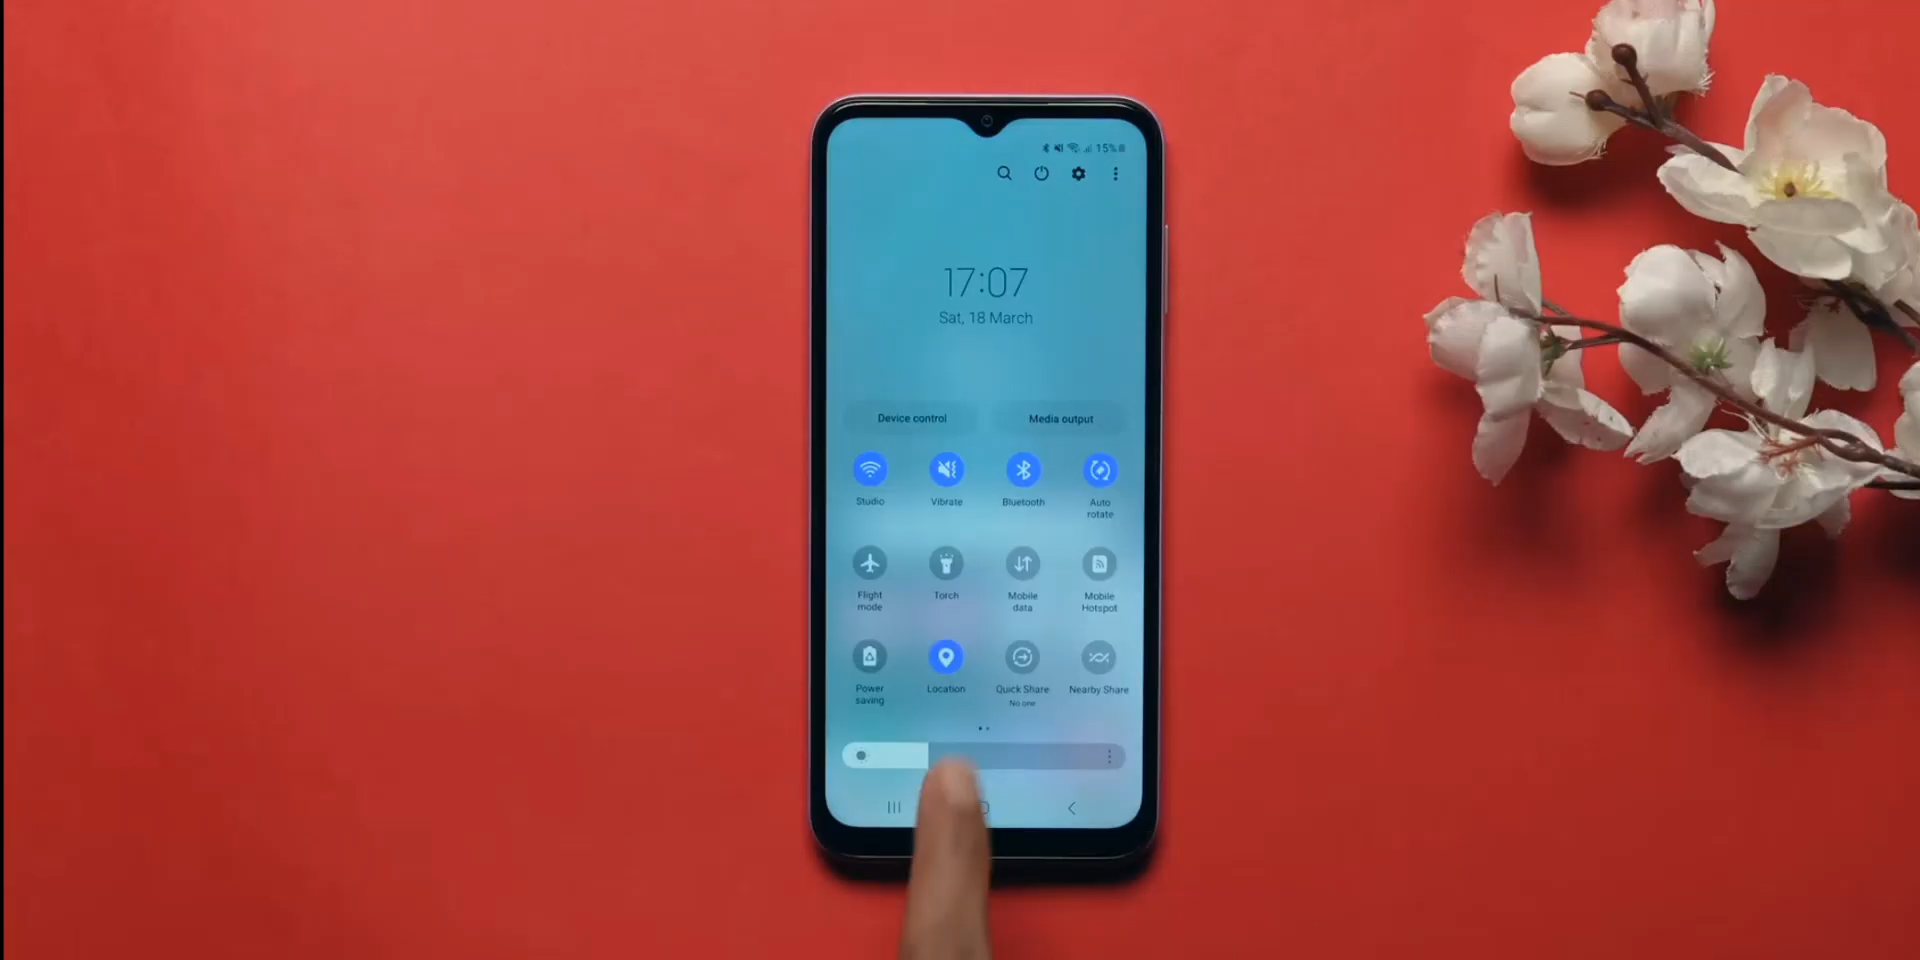 15%
17:07
Sat, 18 March
Device control Media output
Studio Vibrate Bluetooth Auto rotate
Flight mode Torch Mobile data Mobile Hotspot
Power saving Location Quick Share Nearby Share
No one